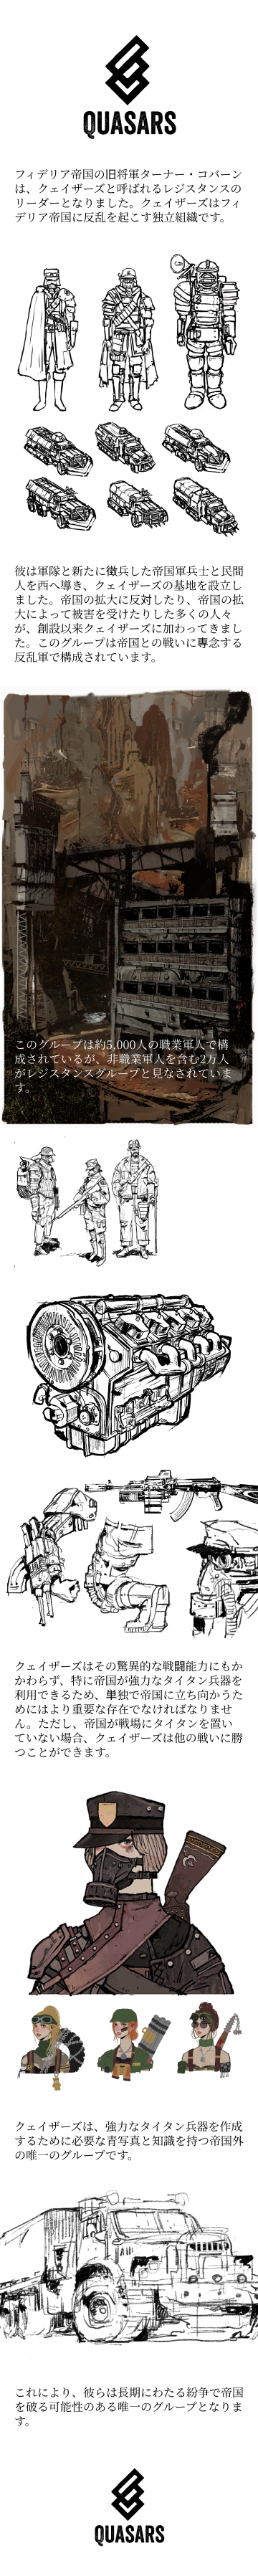 QUASARS
フィデリア帝国の旧将軍ターナー・コバーン
は、クェイザーズと呼ばれるレジスタンスの
リーダーとなりました。クェイザーズはフィ
デリア帝国に反乱を起こす独立組織です。
彼は軍隊と新たに徴兵した帝国軍兵士と民間
人を西へ導き、クェイザーズの基地を設立し
ました。帝国の拡大に反対したり、帝国の拡
大によって被害を受けたりした多くの人々
が、創設以来クェイザーズに加わってきまし
た。このグループは帝国との戦いに専念する
反乱軍で構成されています。
このグループは約5,000人の職業軍人で構
成されているが、非職業軍人を含む2万人
がレジスタンスグループと見なされていま
す。
クェイザーズはその驚異的な戦闘能力にもか
かわらず、特に帝国が強力なタイタン兵器を
利用できるため、単独で帝国に立ち向かうた
めにはより重要な存在でなければなりませ
ん。ただし、帝国が戦場にタイタンを置い
ていない場合、クェイザーズは他の戦いに勝
つことができます。
クェイザーズは、強力なタイタン兵器を作成
するために必要な青写真と知識を持つ帝国外
の唯一のグループです。
これにより、彼らは長期にわたる紛争で帝国
を破る可能性のある唯一のグループとなりま
す。
QUASARS